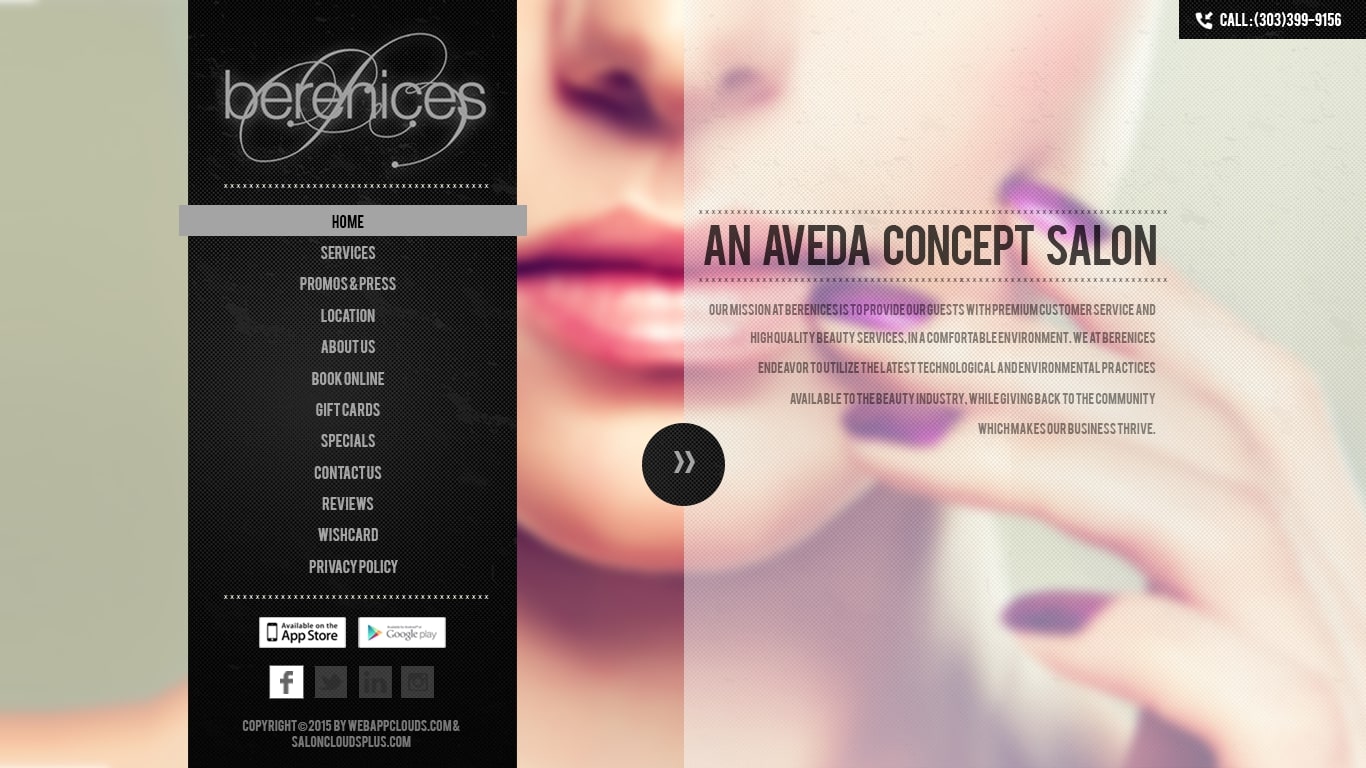 berenices
CALL:(303)399-9156
HOME
SERVICES
PROMOS & PRESS
LOCATION
ABOUT US
BOOK ONLINE
GIFT CARDS
SPECIALS
CONTACT US
REVIEWS
WISHCARD
PRIVACY POLICY
Available on the
App Store
Google play
COPYRIGHT © 2015 BY WEBAPPCLOUDS.COM &
SALONCLOUDSPLUS.COM
AN AVEDA CONCEPT SALON
OUR MISSION AT BERENICES IS TO PROVIDE OUR GUESTS WITH PREMIUM CUSTOMER SERVICE AND
HIGH QUALITY BEAUTY SERVICES, IN A COMFORTABLE ENVIRONMENT. WE AT BERENICES
ENDEAVOR TO UTILIZE THE LATEST TECHNOLOGICAL AND ENVIRONMENTAL PRACTICES
AVAILABLE TO THE BEAUTY INDUSTRY, WHILE GIVING BACK TO THE COMMUNITY
WHICH MAKES OUR BUSINESS THRIVE.